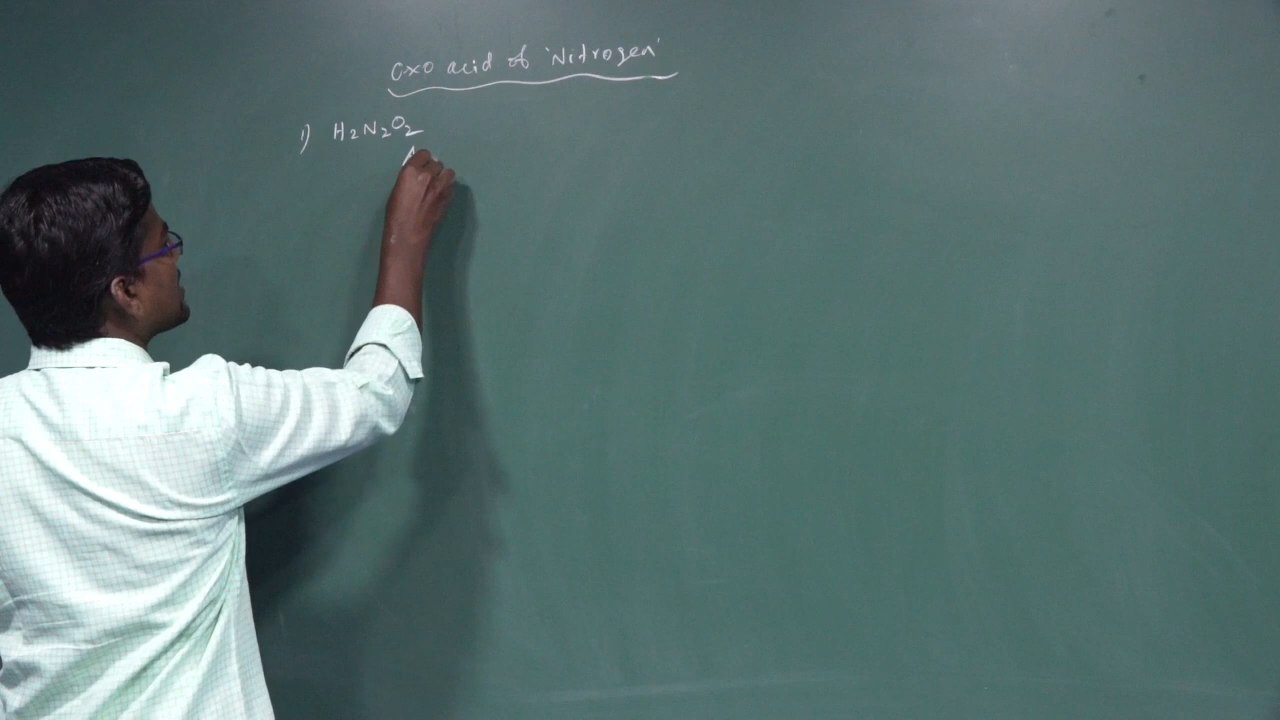 Oxo acid of 'Nitrogen'
1) H₂N₂O₂